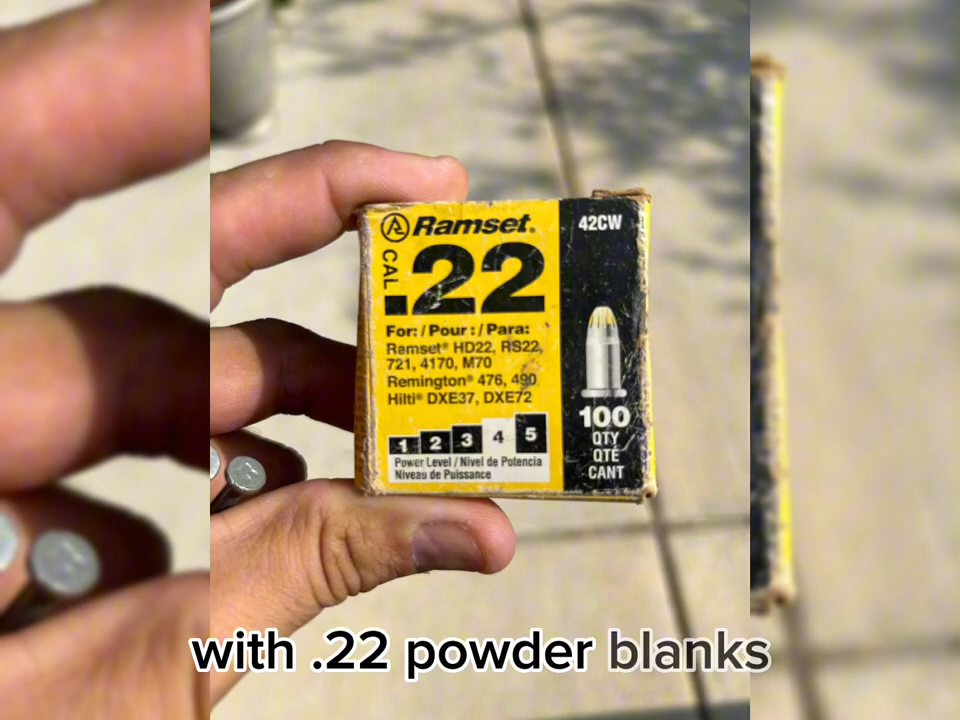 Ramset®
42CW
CAL .22
For: / Pour : / Para:
Ramset® HD22, RS22,
721, 4170, M70
Remington® 476, 490
Hilti® DXE37, DXE72
1 2 3 4 5
Power Level / Nivel de Potencia
Niveau de Puissance
100
QTY
QTÉ
CANT
with .22 powder blanks